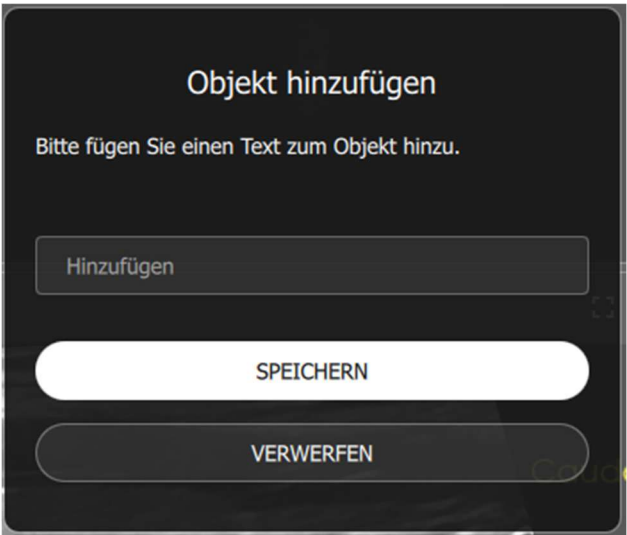 Objekt hinzufügen
Bitte fügen Sie einen Text zum Objekt hinzu.
Hinzufügen
SPEICHERN
VERWERFEN